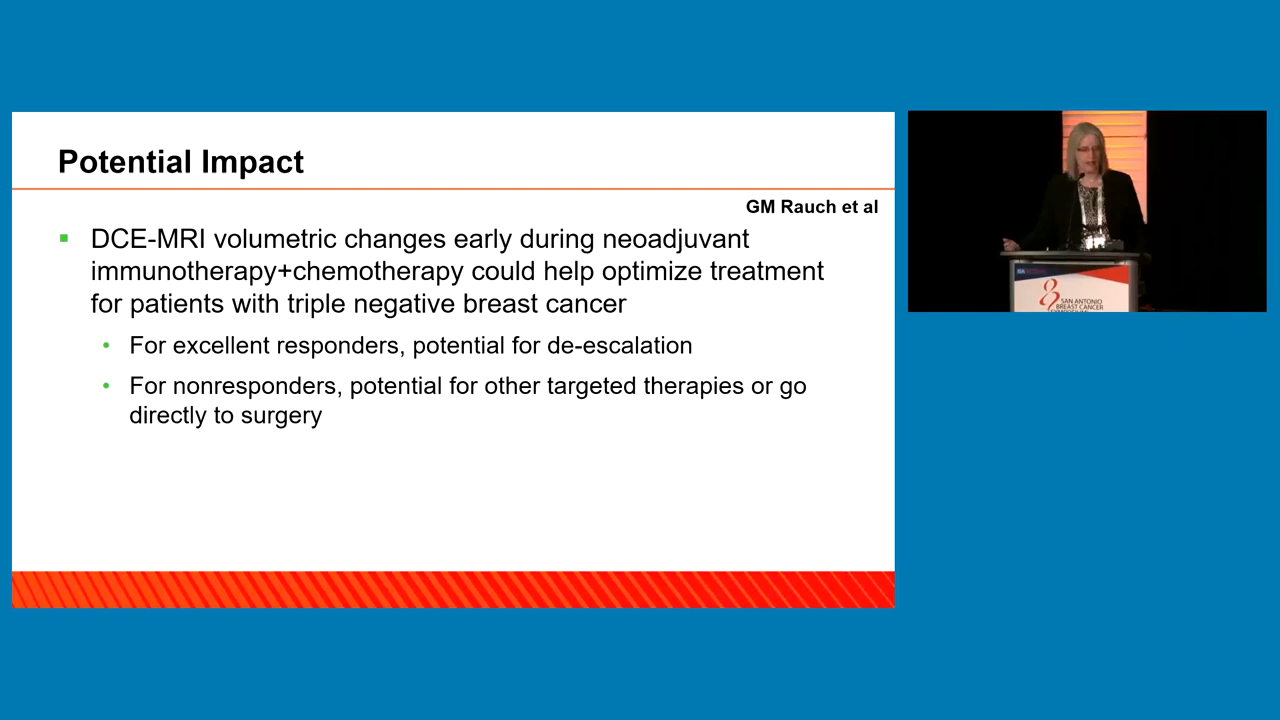 Potential Impact
GM Rauch et al
▪ DCE-MRI volumetric changes early during neoadjuvant
immunotherapy+chemotherapy could help optimize treatment
for patients with triple negative breast cancer
• For excellent responders, potential for de-escalation
• For nonresponders, potential for other targeted therapies or go
directly to surgery
SAN ANTONIO
BREAST CANCER
SYMPOSIUM